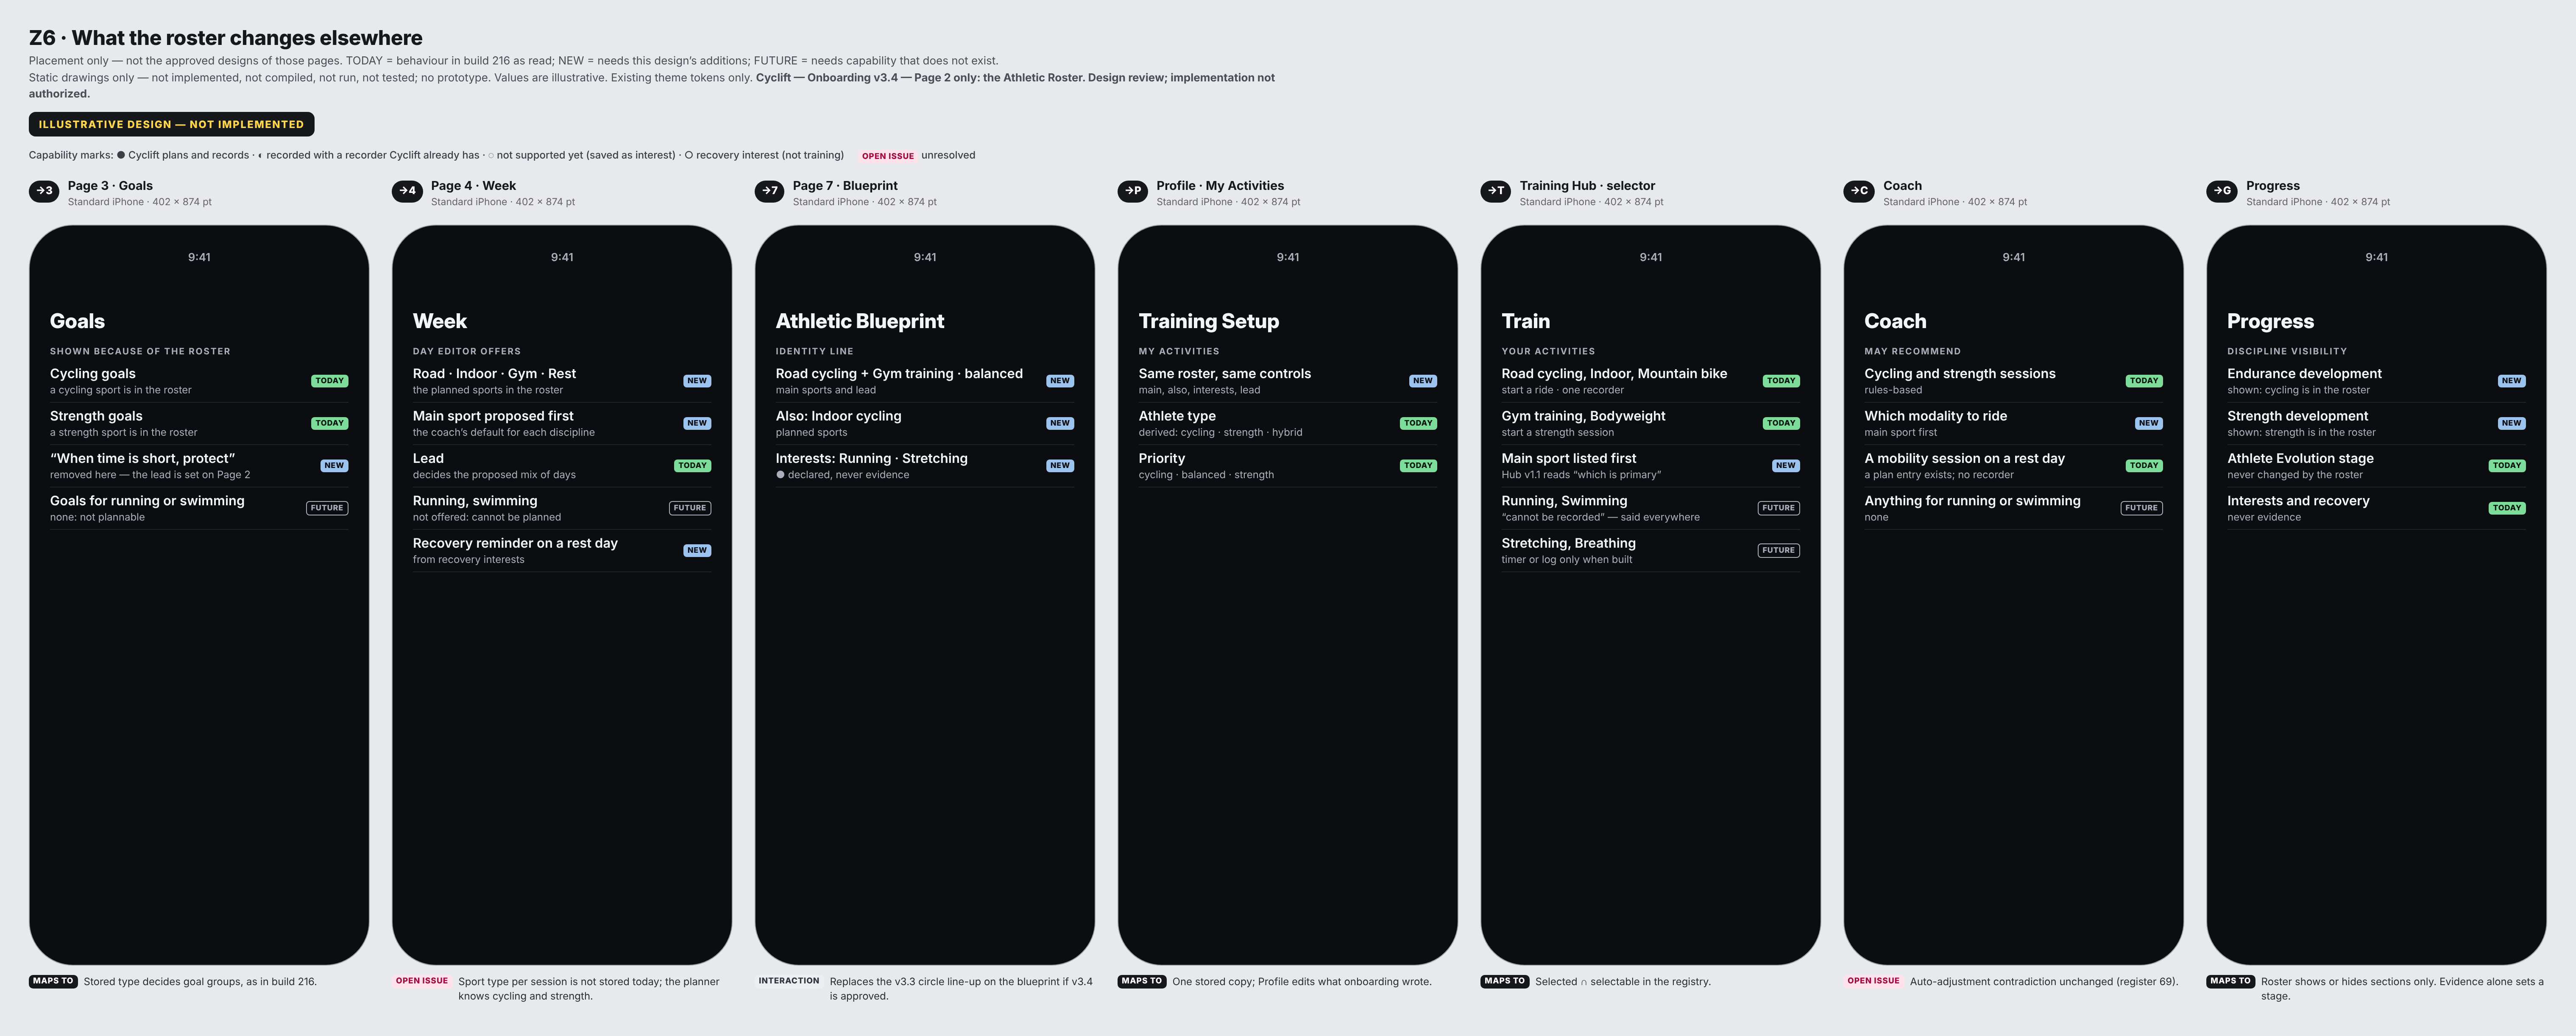 Z6 · What the roster changes elsewhere
Placement only — not the approved designs of those pages. TODAY = behaviour in build 216 as read; NEW = needs this design's additions; FUTURE = needs capability that does not exist.
Static drawings only — not implemented, not compiled, not run, not tested; no prototype. Values are illustrative. Existing theme tokens only. Cyclift — Onboarding v3.4 — Page 2 only: the Athletic Roster. Design review; implementation not
authorized.
ILLUSTRATIVE DESIGN — NOT IMPLEMENTED
Capability marks: ● Cyclift plans and records · ◖ recorded with a recorder Cyclift already has · ○ not supported yet (saved as interest) · O recovery interest (not training) OPEN ISSUE unresolved
→3 Page 3 · Goals
Standard iPhone · 402 × 874 pt
9:41
Goals
SHOWN BECAUSE OF THE ROSTER
Cycling goals
a cycling sport is in the roster
TODAY
Strength goals
a strength sport is in the roster
TODAY
“When time is short, protect”
removed here — the lead is set on Page 2
NEW
Goals for running or swimming
none: not plannable
FUTURE
MAPS TO Stored type decides goal groups, as in build 216.
→4 Page 4 · Week
Standard iPhone · 402 × 874 pt
9:41
Week
DAY EDITOR OFFERS
Road · Indoor · Gym · Rest
the planned sports in the roster
NEW
Main sport proposed first
the coach’s default for each discipline
NEW
Lead
decides the proposed mix of days
TODAY
Running, swimming
not offered: cannot be planned
FUTURE
Recovery reminder on a rest day
from recovery interests
NEW
OPEN ISSUE Sport type per session is not stored today; the planner
knows cycling and strength.
→7 Page 7 · Blueprint
Standard iPhone · 402 × 874 pt
9:41
Athletic Blueprint
IDENTITY LINE
Road cycling + Gym training · balanced
main sports and lead
NEW
Also: Indoor cycling
planned sports
NEW
Interests: Running · Stretching
● declared, never evidence
NEW
INTERACTION Replaces the v3.3 circle line-up on the blueprint if v3.4
is approved.
→P Profile · My Activities
Standard iPhone · 402 × 874 pt
9:41
Training Setup
MY ACTIVITIES
Same roster, same controls
main, also, interests, lead
NEW
Athlete type
derived: cycling · strength · hybrid
TODAY
Priority
cycling · balanced · strength
TODAY
MAPS TO One stored copy; Profile edits what onboarding wrote.
→T Training Hub · selector
Standard iPhone · 402 × 874 pt
9:41
Train
YOUR ACTIVITIES
Road cycling, Indoor, Mountain bike
start a ride · one recorder
TODAY
Gym training, Bodyweight
start a strength session
TODAY
Main sport listed first
Hub v1.1 reads “which is primary”
NEW
Running, Swimming
“cannot be recorded” — said everywhere
FUTURE
Stretching, Breathing
timer or log only when built
FUTURE
MAPS TO Selected ∩ selectable in the registry.
→C Coach
Standard iPhone · 402 × 874 pt
9:41
Coach
MAY RECOMMEND
Cycling and strength sessions
rules-based
TODAY
Which modality to ride
main sport first
NEW
A mobility session on a rest day
a plan entry exists; no recorder
TODAY
Anything for running or swimming
none
FUTURE
OPEN ISSUE Auto-adjustment contradiction unchanged (register 69).
→G Progress
Standard iPhone · 402 × 874 pt
9:41
Progress
DISCIPLINE VISIBILITY
Endurance development
shown: cycling is in the roster
NEW
Strength development
shown: strength is in the roster
NEW
Athlete Evolution stage
never changed by the roster
TODAY
Interests and recovery
never evidence
TODAY
MAPS TO Roster shows or hides sections only. Evidence alone sets a
stage.